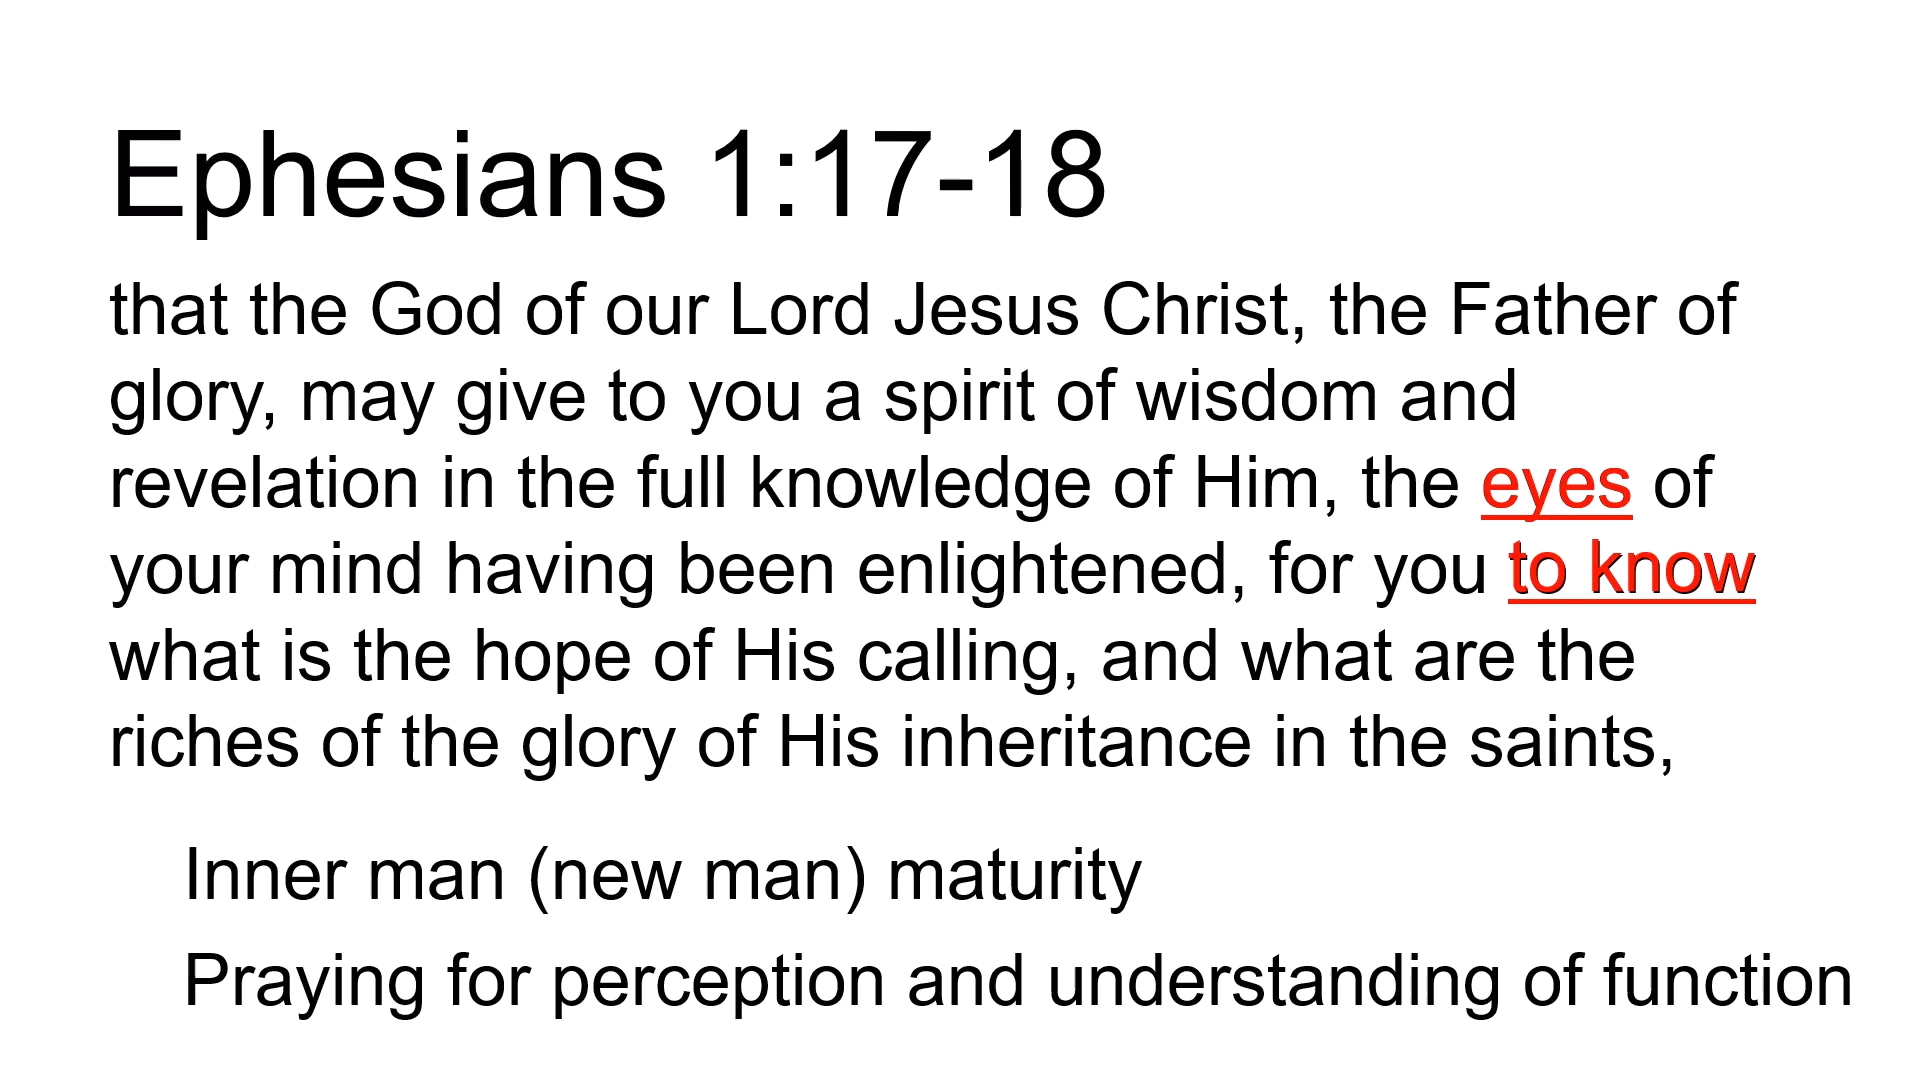 Ephesians 1:17-18
that the God of our Lord Jesus Christ, the Father of
glory, may give to you a spirit of wisdom and
revelation in the full knowledge of Him, the eyes of
your mind having been enlightened, for you to know
what is the hope of His calling, and what are the
riches of the glory of His inheritance in the saints,
Inner man (new man) maturity
Praying for perception and understanding of function